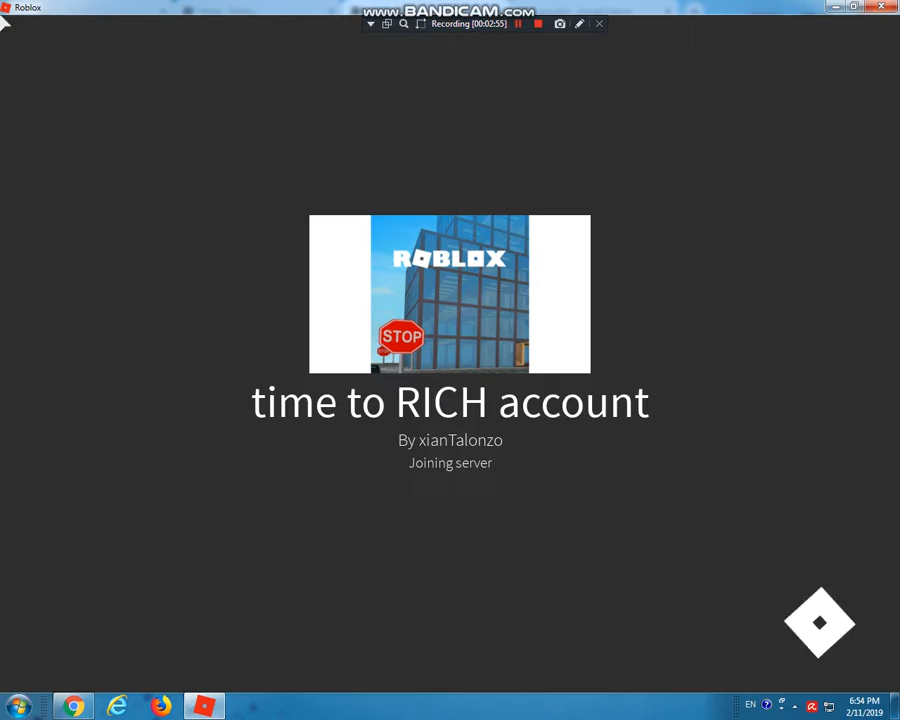 Roblox
www.BANDICAM.com
Recording [00:02:55]
ROBLOX
STOP
time to RICH account
By xianTalonzo
Joining server
EN
6:54 PM
2/11/2019